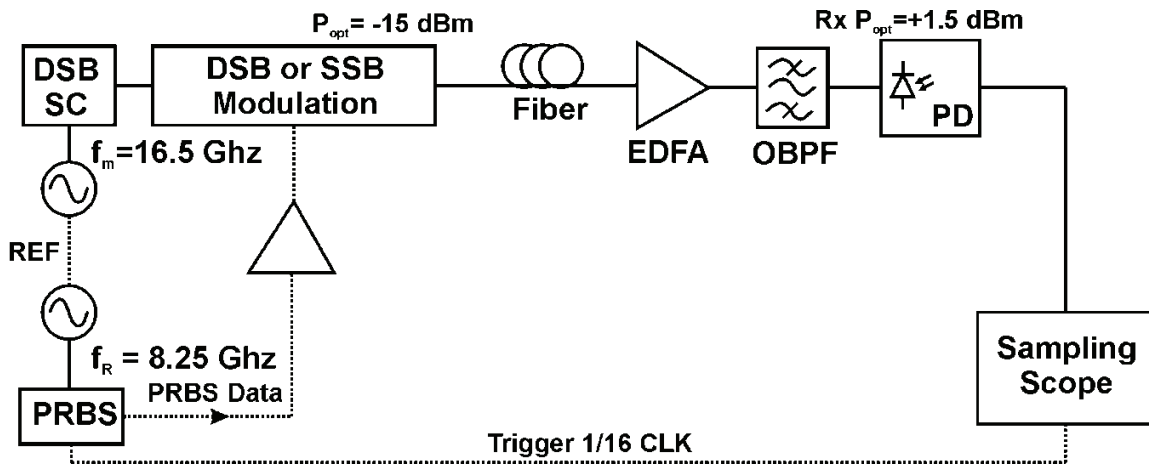 P_opt= -15 dBm
Rx P_opt=+1.5 dBm
DSB
SC
DSB or SSB
Modulation
Fiber
EDFA
OBPF
PD
f_m=16.5 Ghz
REF
f_R = 8.25 Ghz
PRBS Data
PRBS
Sampling
Scope
Trigger 1/16 CLK